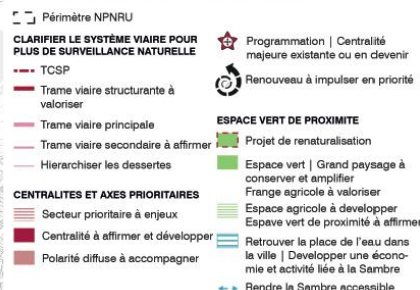 Périmètre NPNRU
CLARIFIER LE SYSTÈME VIAIRE POUR
PLUS DE SURVEILLANCE NATURELLE
TCSP
Trame viaire structurante à
valoriser
Trame viaire principale
Trame viaire secondaire à affirmer
Hierarchiser les dessertes
CENTRALITES ET AXES PRIORITAIRES
Secteur prioritaire à enjeux
Centralité à affirmer et développer
Polarité diffuse à accompagner
Programmation | Centralité
majeure existante ou en devenir
Renouveau à impulser en priorité
ESPACE VERT DE PROXIMITE
Projet de renaturalisation
Espace vert | Grand paysage à
conserver et amplifier
Frange agricole à valoriser
Espace agricole à developper
Espave vert de proximité à affirmer
Retrouver la place de l'eau dans
la ville | Developper une écono-
mie et activité liée à la Sambre
Rendre la Sambre accessible